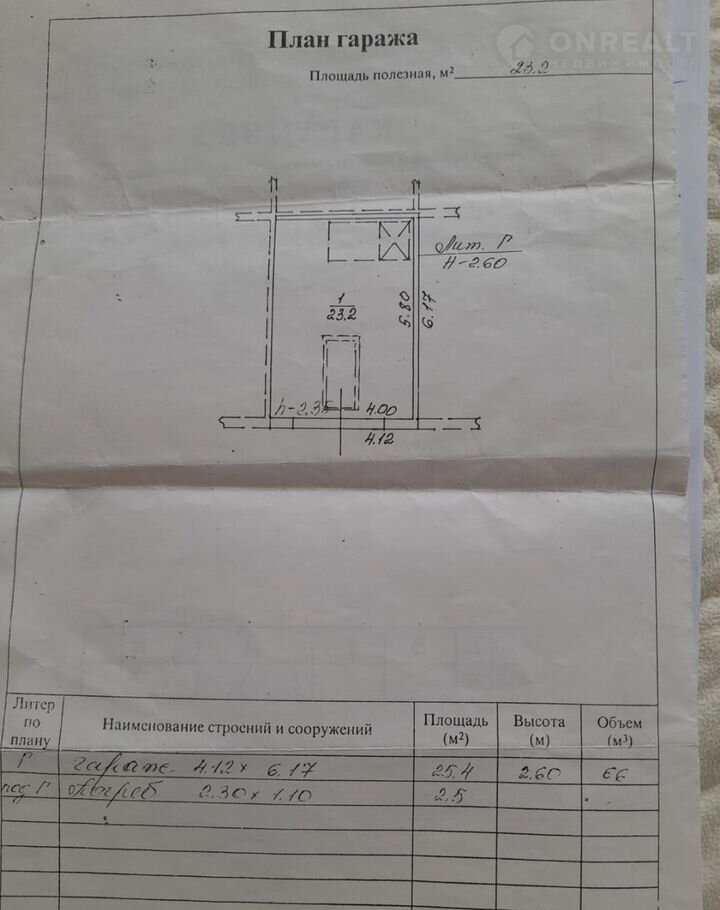 ONREALT
НЕДВИЖИМОСТЬ
План гаража
Площадь полезная, м² 23.2
Лит. Г
Н-2.60
1
23.2
5.80
6.17
h-2.35
4.00
4.12
Литер по плану Наименование строений и сооружений Площадь (м²) Высота (м) Объем (м³)
Г гараж 4.12 х 6.17 25.4 2.60 66
под Г Погреб 2.30 х 1.10 2.5